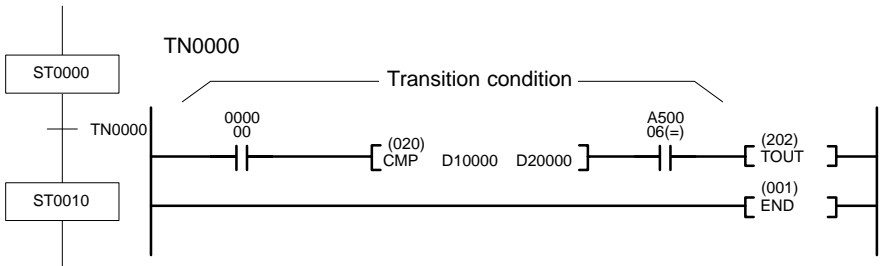 TN0000
ST0000
Transition condition
TN0000
0000
00
A500
06(=)
(020)
CMP D10000 D20000
(202)
TOUT
ST0010
(001)
END